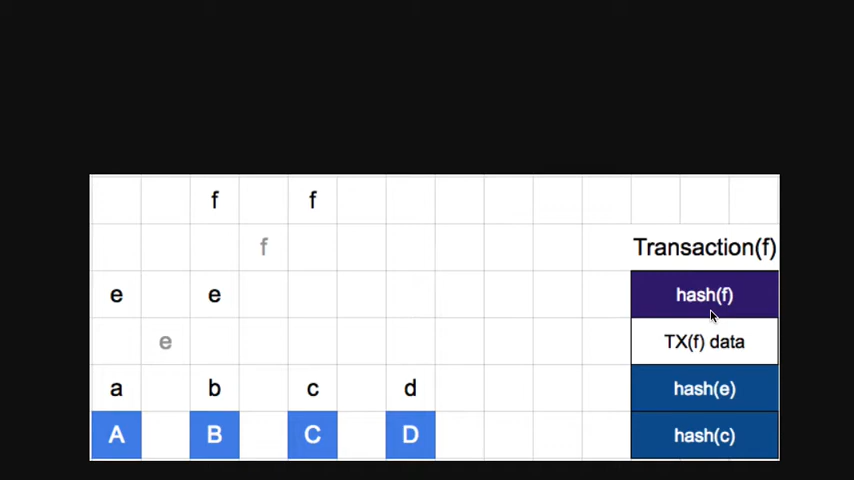 f f
f Transaction(f)
e e hash(f)
e TX(f) data
a b c d hash(e)
A B C D hash(c)